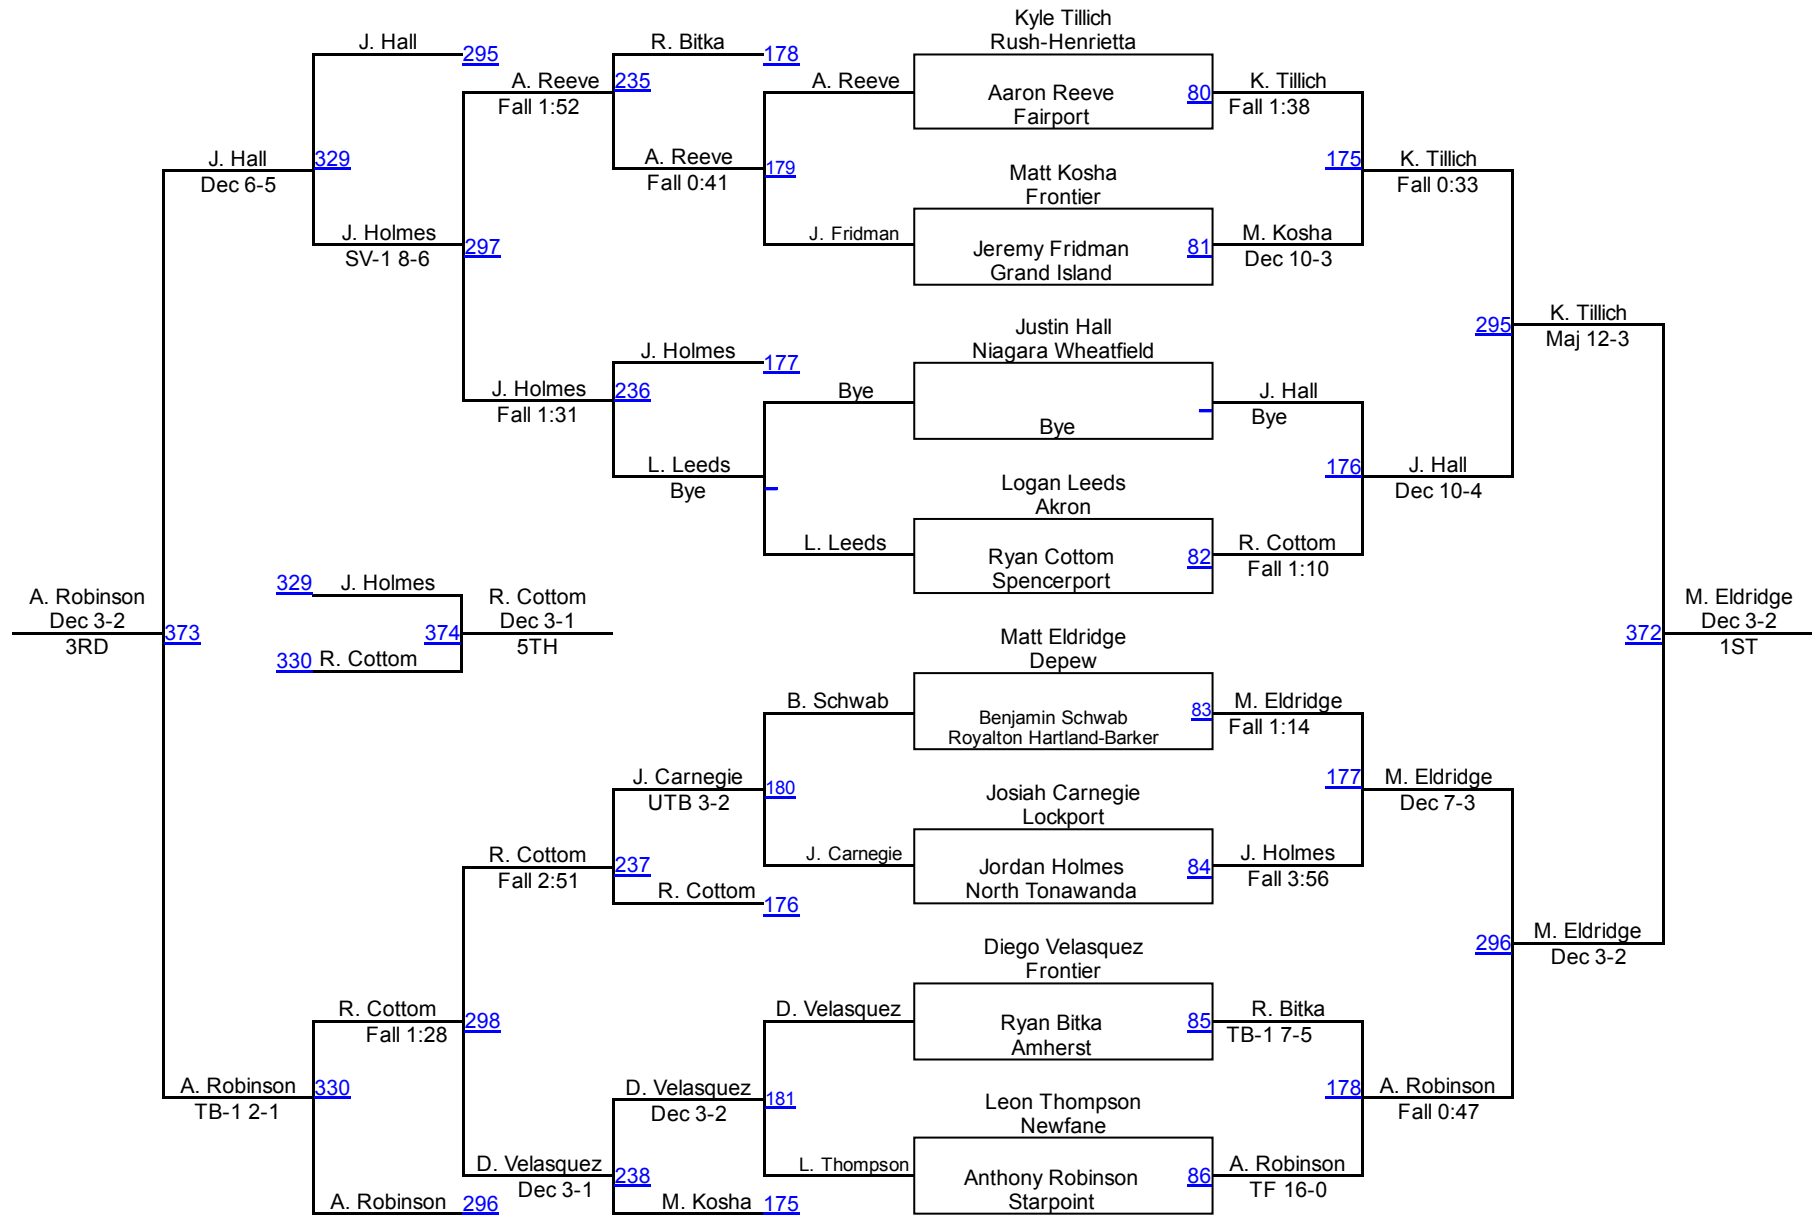 Kyle Tillich
J. Hall
R. Bitka
Rush-Henrietta
295
178
A. Reeve
235
A. Reeve
K. Tillich
Fall 1:52
Aaron Reeve
80
Fall 1:38
Fairport
J. Hall
329
A. Reeve
179
175
K. Tillich
Dec 6-5
Fall 0:41
Matt Kosha
Fall 0:33
Frontier
J. Holmes
J. Fridman
M. Kosha
SV-1 8-6
297
Jeremy Fridman
81
Dec 10-3
Grand Island
K. Tillich
Justin Hall
295
Maj 12-3
J. Holmes
177
Niagara Wheatfield
J. Holmes
236
Bye
J. Hall
Fall 1:31
Bye
Bye
L. Leeds
176
J. Hall
Bye
Logan Leeds
Dec 10-4
Akron
L. Leeds
R. Cottom
Ryan Cottom
82
Fall 1:10
Spencerport
329
J. Holmes
A. Robinson
R. Cottom
M. Eldridge
Dec 3-2
373
374
Dec 3-1
Matt Eldridge
372
Dec 3-2
3RD
330
R. Cottom
5TH
Depew
1ST
B. Schwab
83
M. Eldridge
Benjamin Schwab
Fall 1:14
Royalton Hartland-Barker
J. Carnegie
180
177
M. Eldridge
UTB 3-2
Josiah Carnegie
Dec 7-3
Lockport
R. Cottom
237
J. Carnegie
J. Holmes
Fall 2:51
Jordan Holmes
84
Fall 3:56
R. Cottom
176
North Tonawanda
Diego Velasquez
296
M. Eldridge
Frontier
Dec 3-2
R. Cottom
298
D. Velasquez
R. Bitka
Fall 1:28
Ryan Bitka
85
TB-1 7-5
Amherst
A. Robinson
330
D. Velasquez
181
178
A. Robinson
TB-1 2-1
Dec 3-2
Leon Thompson
Fall 0:47
Newfane
D. Velasquez
238
L. Thompson
A. Robinson
Dec 3-1
Anthony Robinson
86
TF 16-0
A. Robinson
296
M. Kosha
175
Starpoint